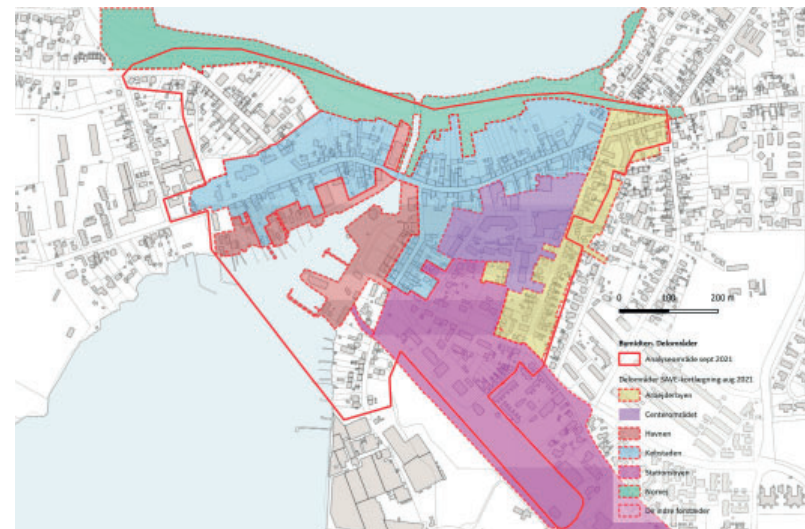 0 100 200 m
Bymidten. Delområder
Analyseområde sept 2021
Delområder SAVE-kortlægning aug 2021
Arbejderbyen
Centerområdet
Havnen
Købstaden
Stationsbyen
De indre forstæder